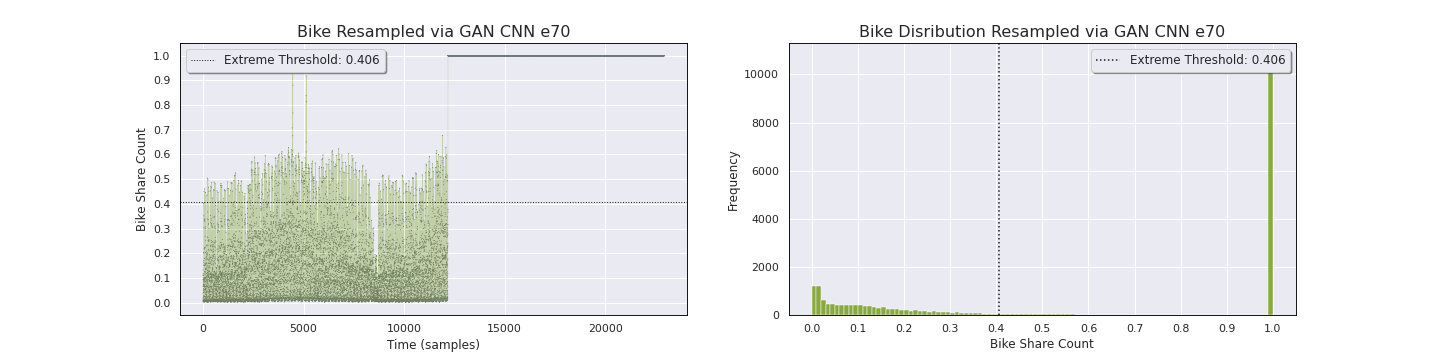 Bike Resampled via GAN CNN e70
Extreme Threshold: 0.406
1.0
0.9
0.8
0.7
0.6
0.5
0.4
0.3
0.2
0.1
0.0
Bike Share Count
0 5000 10000 15000 20000
Time (samples)
Bike Disribution Resampled via GAN CNN e70
Extreme Threshold: 0.406
10000
8000
6000
4000
2000
0
Frequency
0.0 0.1 0.2 0.3 0.4 0.5 0.6 0.7 0.8 0.9 1.0
Bike Share Count